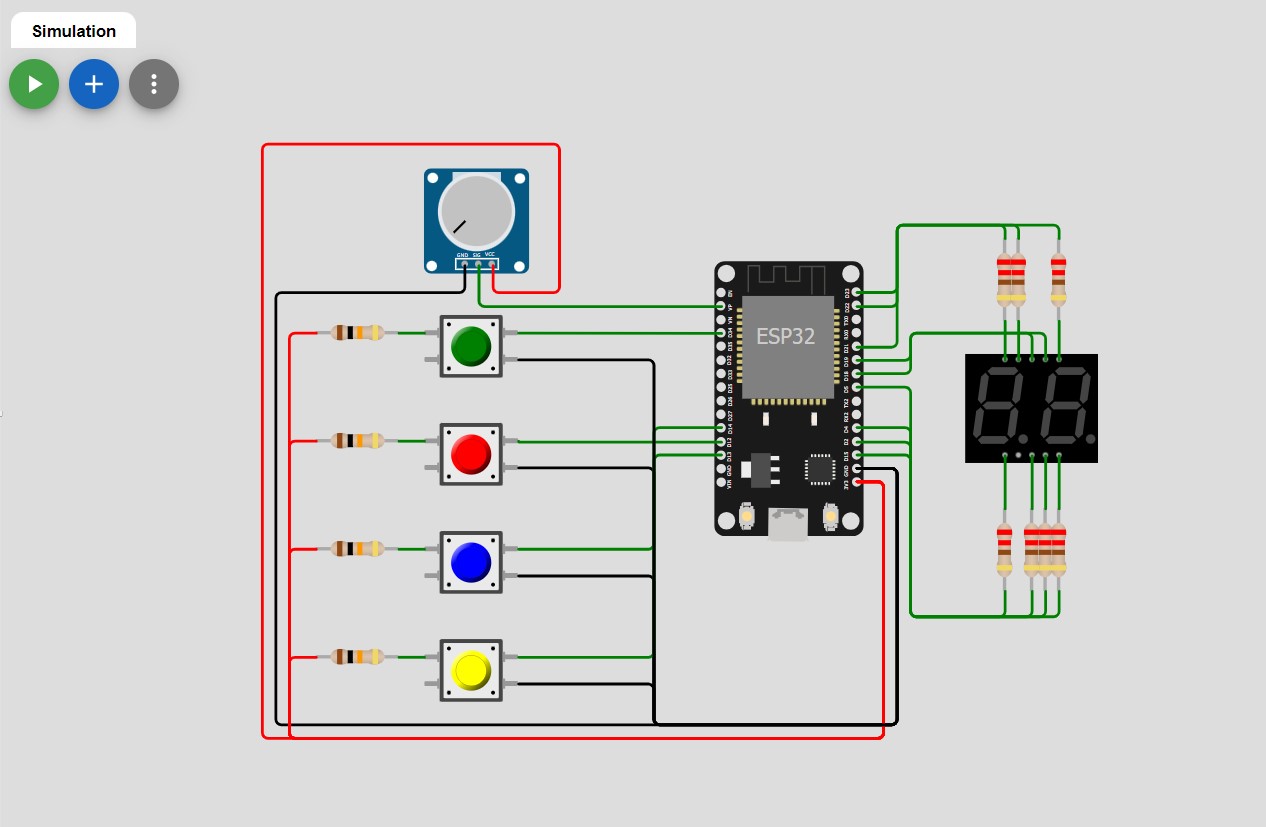 Simulation
GND SIG VCC
ESP32
EN
VP
VN
D34
D35
D32
D33
D25
D26
D27
D14
D12
D13
GND
VIN
D23
D22
TX0
RX0
D21
D19
D18
D5
TX2
RX2
D4
D2
D15
GND
3V3